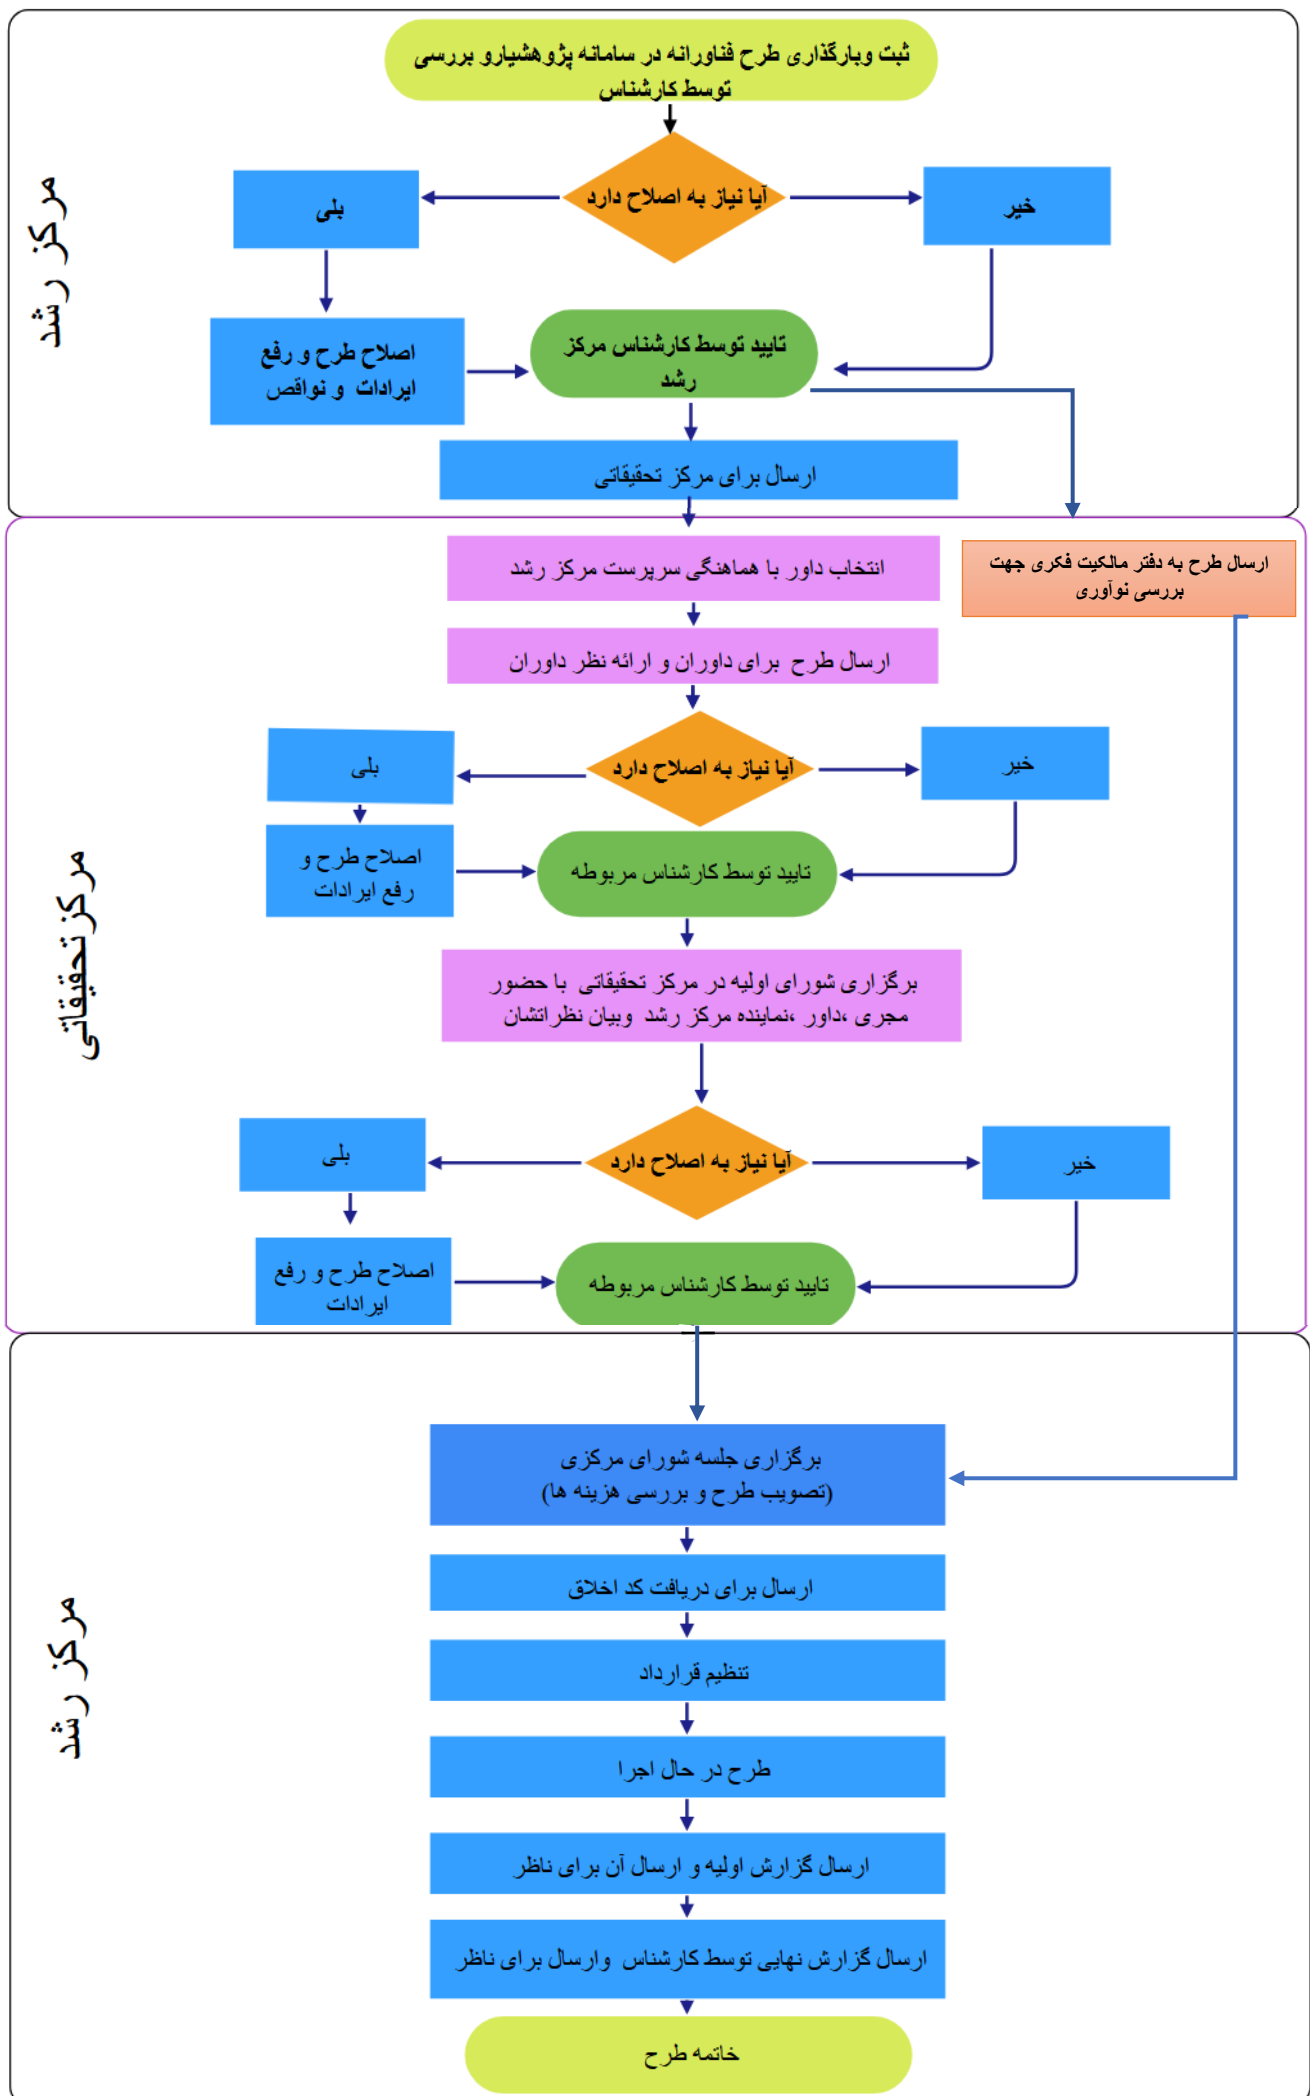 مرکز رشد
ثبت وبارگذاری طرح فناورانه در سامانه پژوهشیارو بررسی
توسط کارشناس
آیا نیاز به اصلاح دارد
خیر
بلی
اصلاح طرح و رفع
ایرادات و نواقص
تایید توسط کارشناس مرکز
رشد
ارسال برای مرکز تحقیقاتی
مرکز تحقیقاتی
انتخاب داور با هماهنگی سرپرست مرکز رشد
ارسال طرح به دفتر مالکیت فکری جهت
بررسی نوآوری
ارسال طرح برای داوران و ارائه نظر داوران
آیا نیاز به اصلاح دارد
خیر
بلی
اصلاح طرح و
رفع ایرادات
تایید توسط کارشناس مربوطه
برگزاری شورای اولیه در مرکز تحقیقاتی با حضور
مجری ،داور ،نماینده مرکز رشد وبیان نظراتشان
آیا نیاز به اصلاح دارد
خیر
بلی
اصلاح طرح و رفع
ایرادات
تایید توسط کارشناس مربوطه
مرکز رشد
برگزاری جلسه شورای مرکزی
(تصویب طرح و بررسی هزینه ها)
ارسال برای دریافت کد اخلاق
تنظیم قرارداد
طرح در حال اجرا
ارسال گزارش اولیه و ارسال آن برای ناظر
ارسال گزارش نهایی توسط کارشناس وارسال برای ناظر
خاتمه طرح